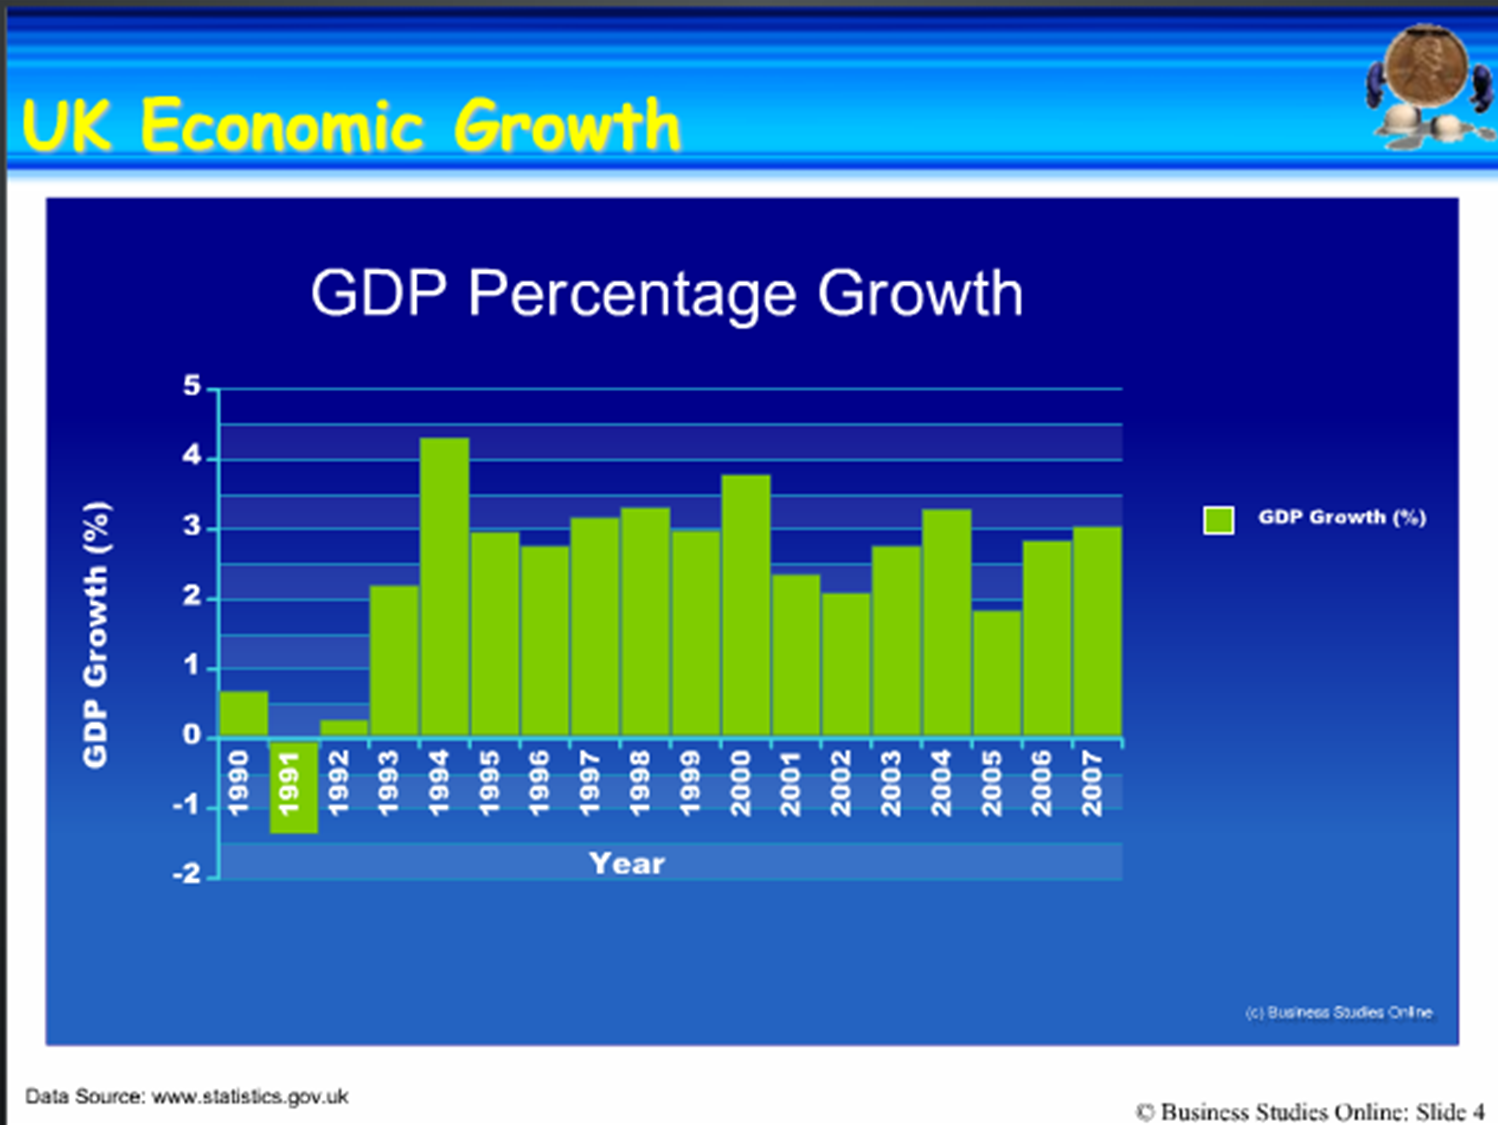 UK Economic Growth
GDP Percentage Growth
5
4
3
2
1
0
-1
-2
GDP Growth (%)
1990 1991 1992 1993 1994 1995 1996 1997 1998 1999 2000 2001 2002 2003 2004 2005 2006 2007
Year
GDP Growth (%)
(c) Business Studies Online
Data Source: www.statistics.gov.uk
© Business Studies Online: Slide 4